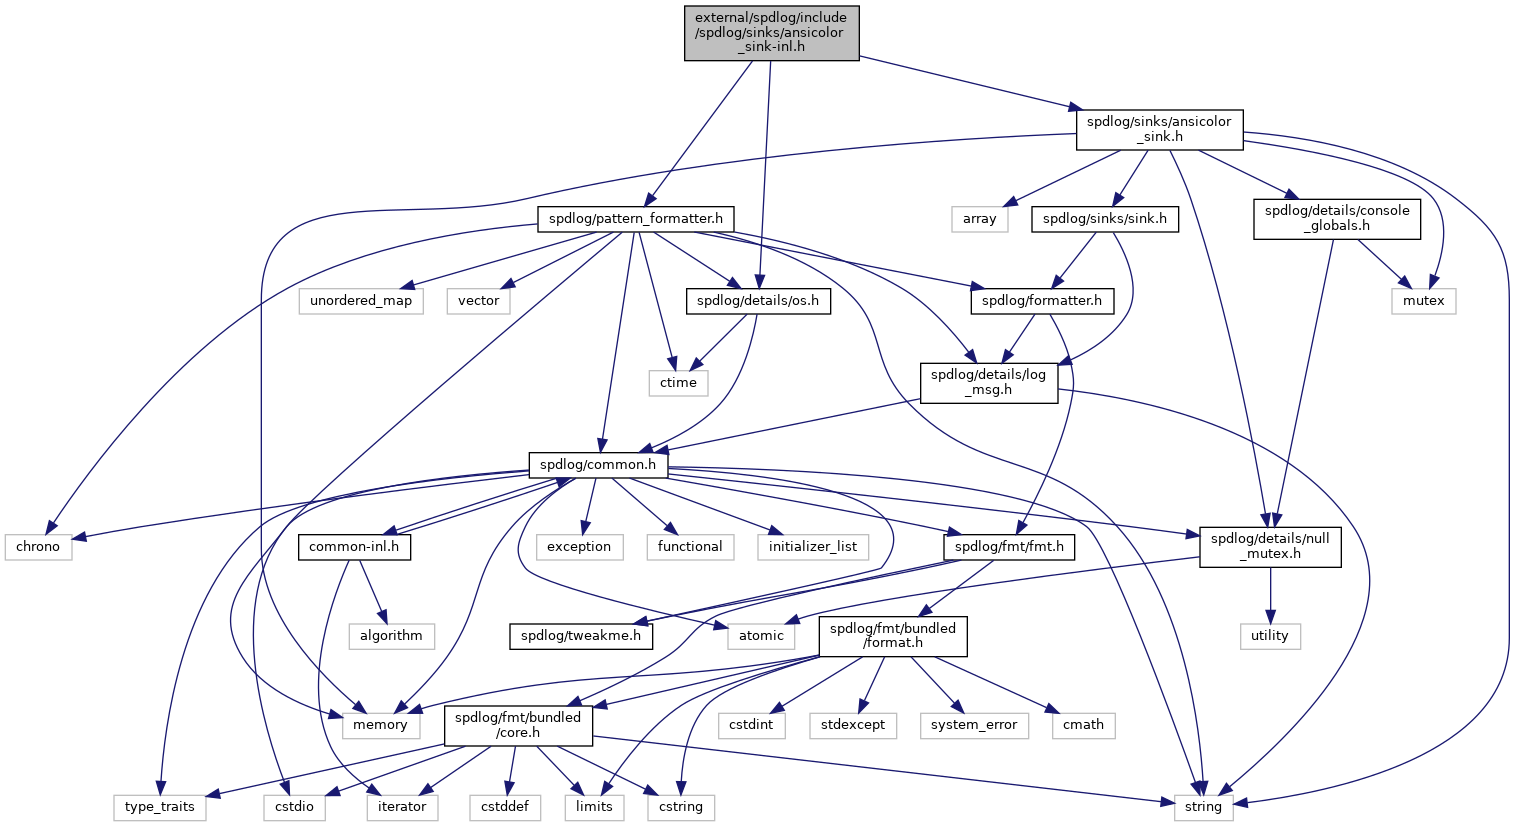 external/spdlog/include
/spdlog/sinks/ansicolor
_sink-inl.h
spdlog/sinks/ansicolor
_sink.h
spdlog/pattern_formatter.h
array
spdlog/sinks/sink.h
spdlog/details/console
_globals.h
unordered_map
vector
spdlog/details/os.h
spdlog/formatter.h
mutex
ctime
spdlog/details/log
_msg.h
spdlog/common.h
chrono
common-inl.h
exception
functional
initializer_list
spdlog/fmt/fmt.h
spdlog/details/null
_mutex.h
algorithm
spdlog/tweakme.h
atomic
spdlog/fmt/bundled
/format.h
utility
memory
spdlog/fmt/bundled
/core.h
cstdint
stdexcept
system_error
cmath
type_traits
cstdio
iterator
cstddef
limits
cstring
string